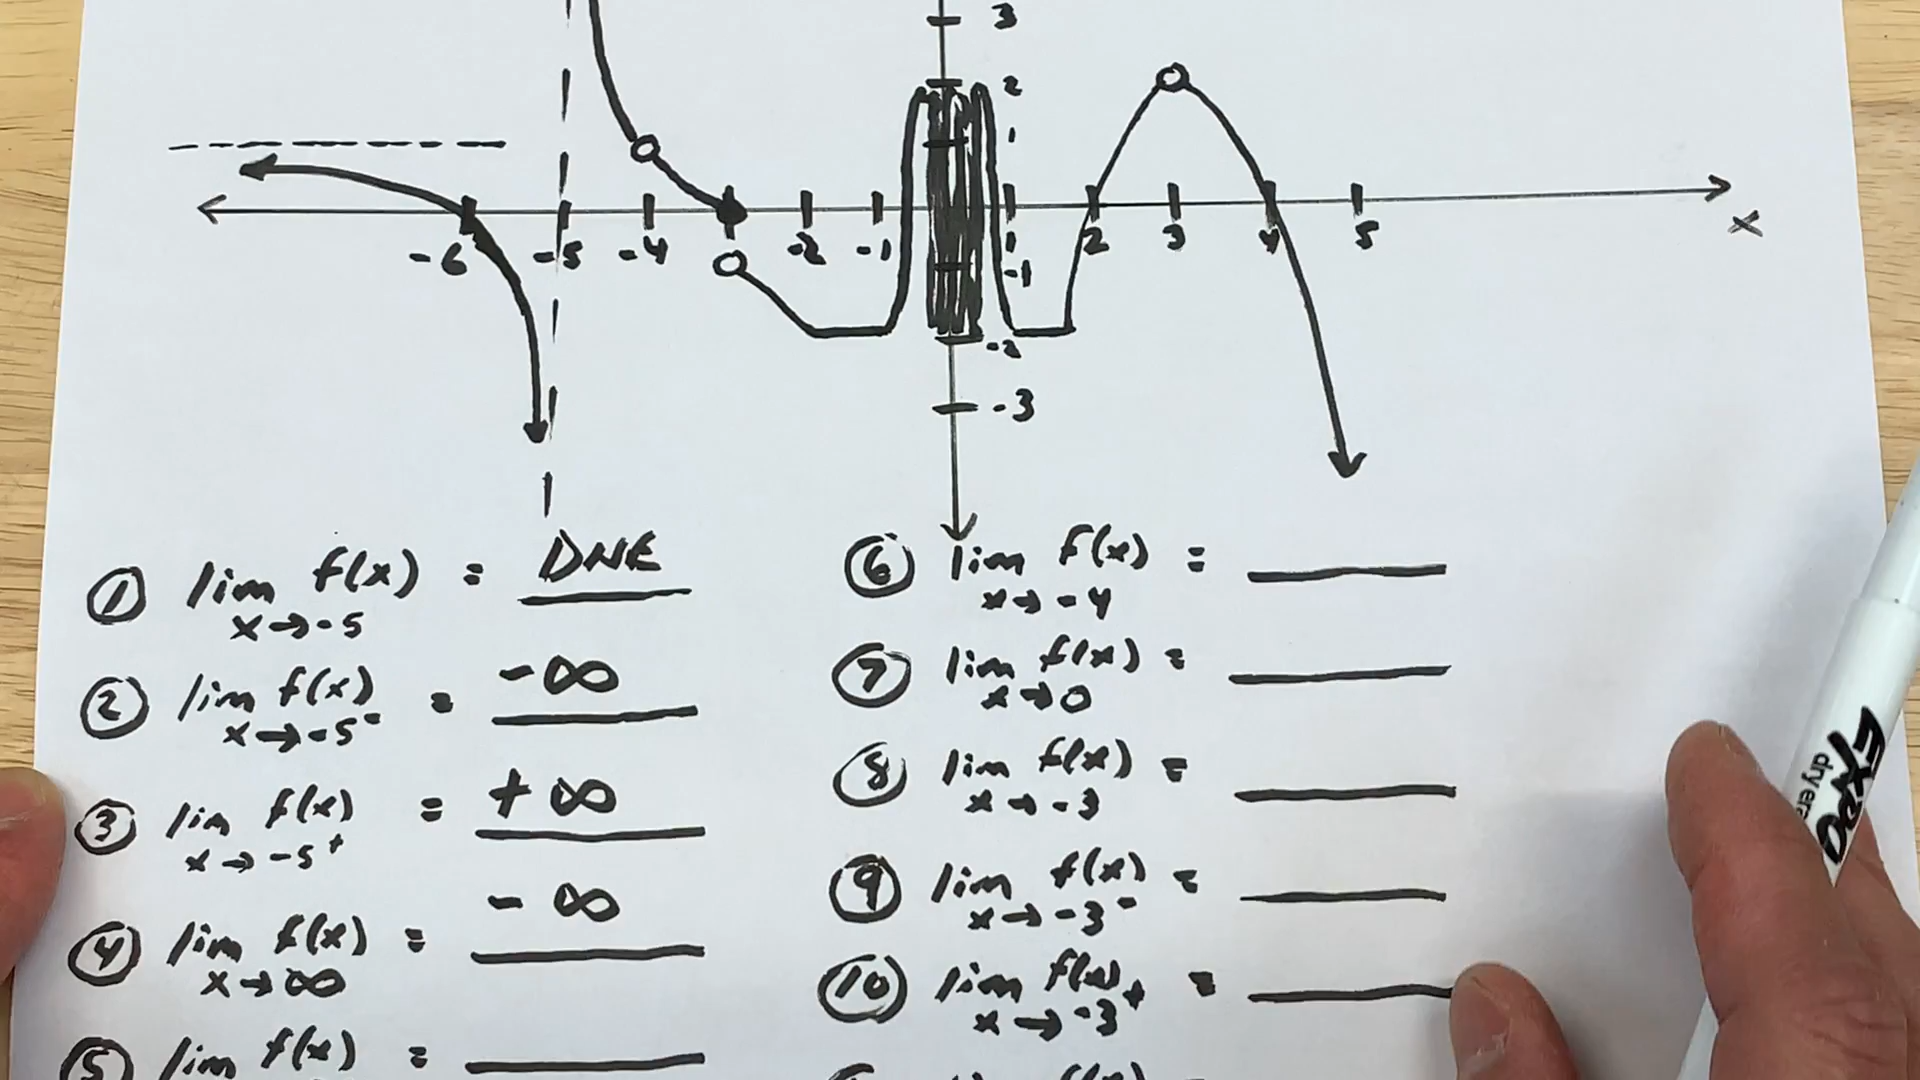 3
2
1
-6 -5 -4 -2 -1 1 2 3 4 5 x
-1
-2
-3
① lim f(x) = DNE
x→-5
② lim f(x) = -∞
x→-5⁻
③ lim f(x) = +∞
x→-5⁺
④ lim f(x) = -∞
x→∞
⑤ lim f(x) =
⑥ lim f(x) =
x→-4
⑦ lim f(x) =
x→0
⑧ lim f(x) =
x→-3
⑨ lim f(x) =
x→-3⁻
⑩ lim f(x) =
x→-3⁺
EXPO